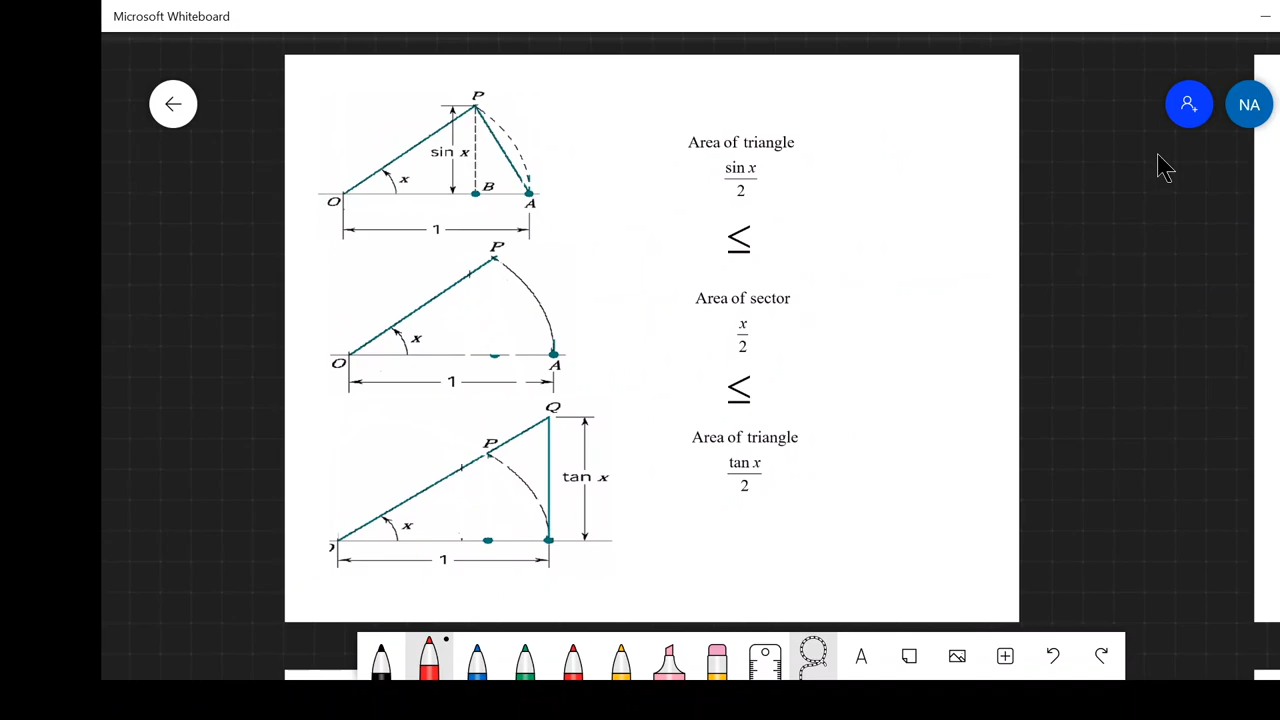 Microsoft Whiteboard
NA
P
sin x
x
B
O
A
1
Area of triangle
sin x
2
≤
P
x
O
A
1
Area of sector
x
2
≤
Q
P
tan x
x
1
Area of triangle
tan x
2
A